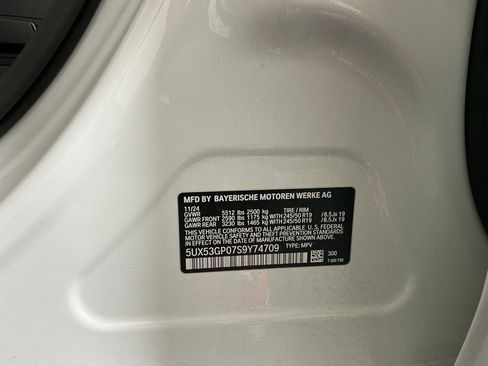 MFD BY BAYERISCHE MOTOREN WERKE AG
11/24 TIRE / RIM
GVWR 5512 lbs 2500 kg
GAWR FRONT 2590 lbs 1175 kg WITH 245/50 R19 /8.5Jx 19
GAWR REAR 3230 lbs 1465 kg WITH 245/50 R19 /8.5Jx 19
THIS VEHICLE CONFORMS TO ALL APPLICABLE U. S. FEDERAL
MOTOR VEHICLE SAFETY, BUMPER, AND THEFT PREVENTION
STANDARDS IN EFFECT ON THE DATE OF MANUFACTURE SHOWN ABOVE.
5UX53GP07S9Y74709 TYPE: MPV
300